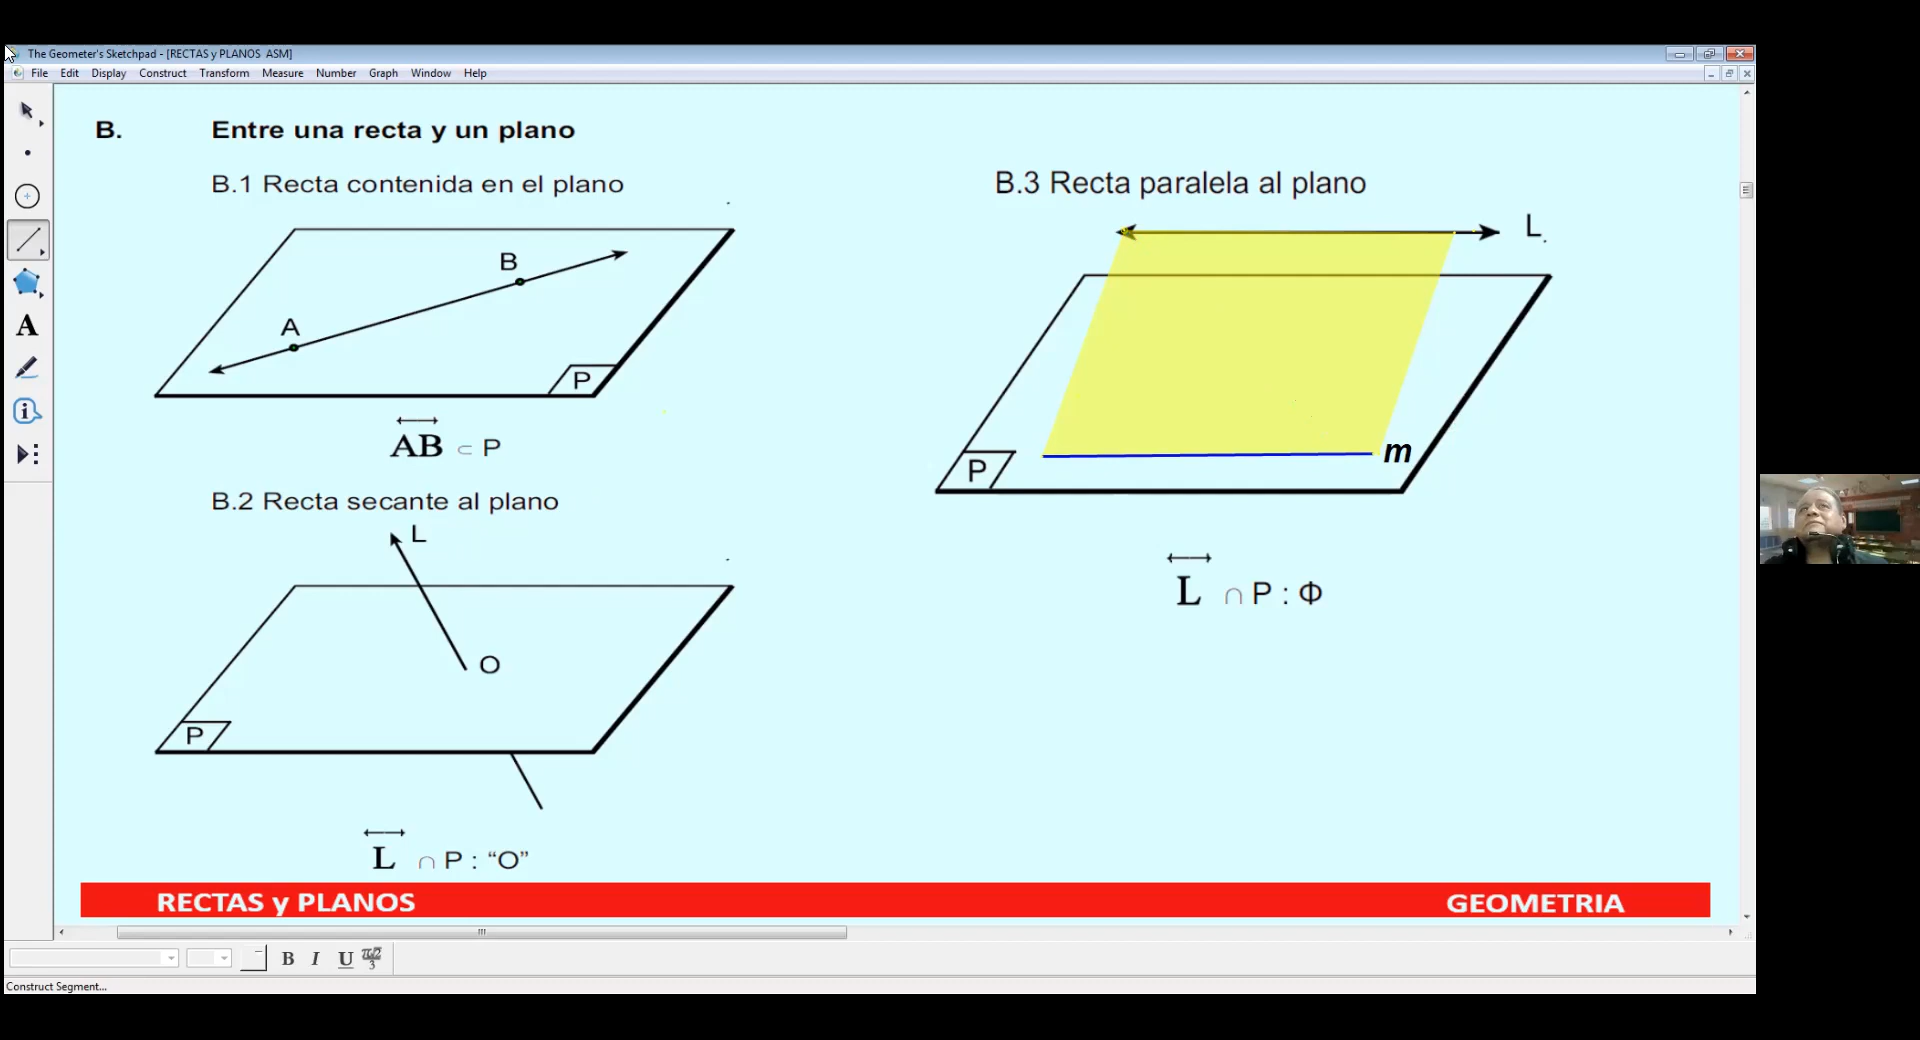 The Geometer's Sketchpad - [RECTAS y PLANOS ASM]
File Edit Display Construct Transform Measure Number Graph Window Help
B. Entre una recta y un plano
B.1 Recta contenida en el plano
B
A
P
AB ⊂ P
B.2 Recta secante al plano
L
O
P
L ∩ P : “O”
B.3 Recta paralela al plano
L
m
P
L ∩ P : Φ
RECTAS y PLANOS GEOMETRIA
B I U
Construct Segment...